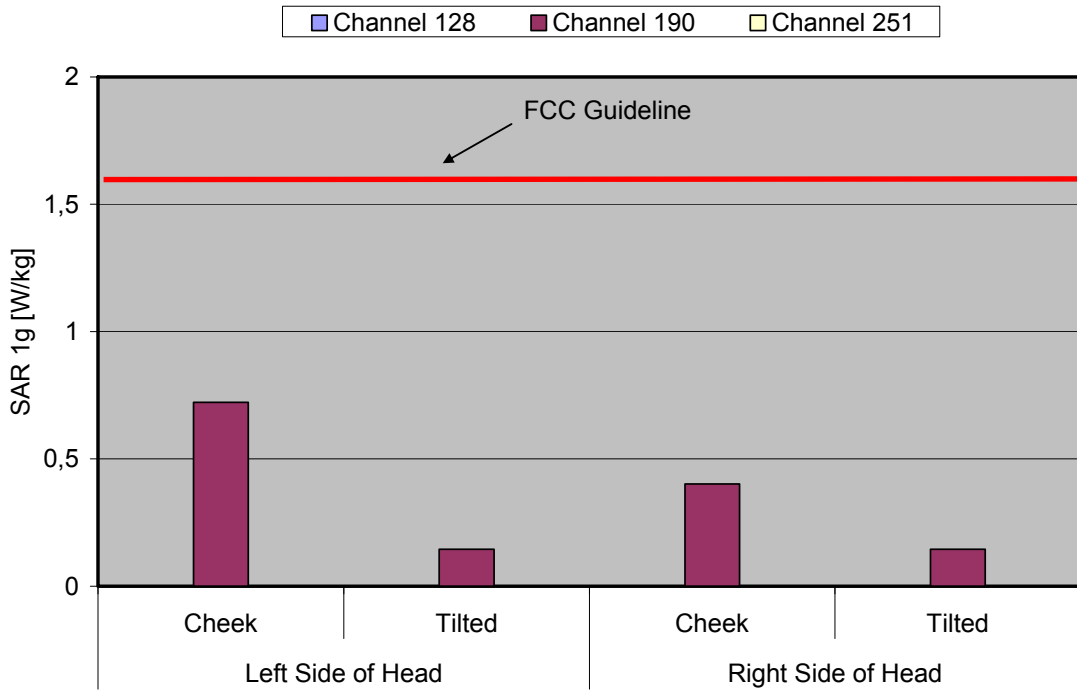 Channel 128 Channel 190 Channel 251
2
FCC Guideline
1,5
1
0,5
0
SAR 1g [W/kg]
Cheek Tilted Cheek Tilted
Left Side of Head Right Side of Head